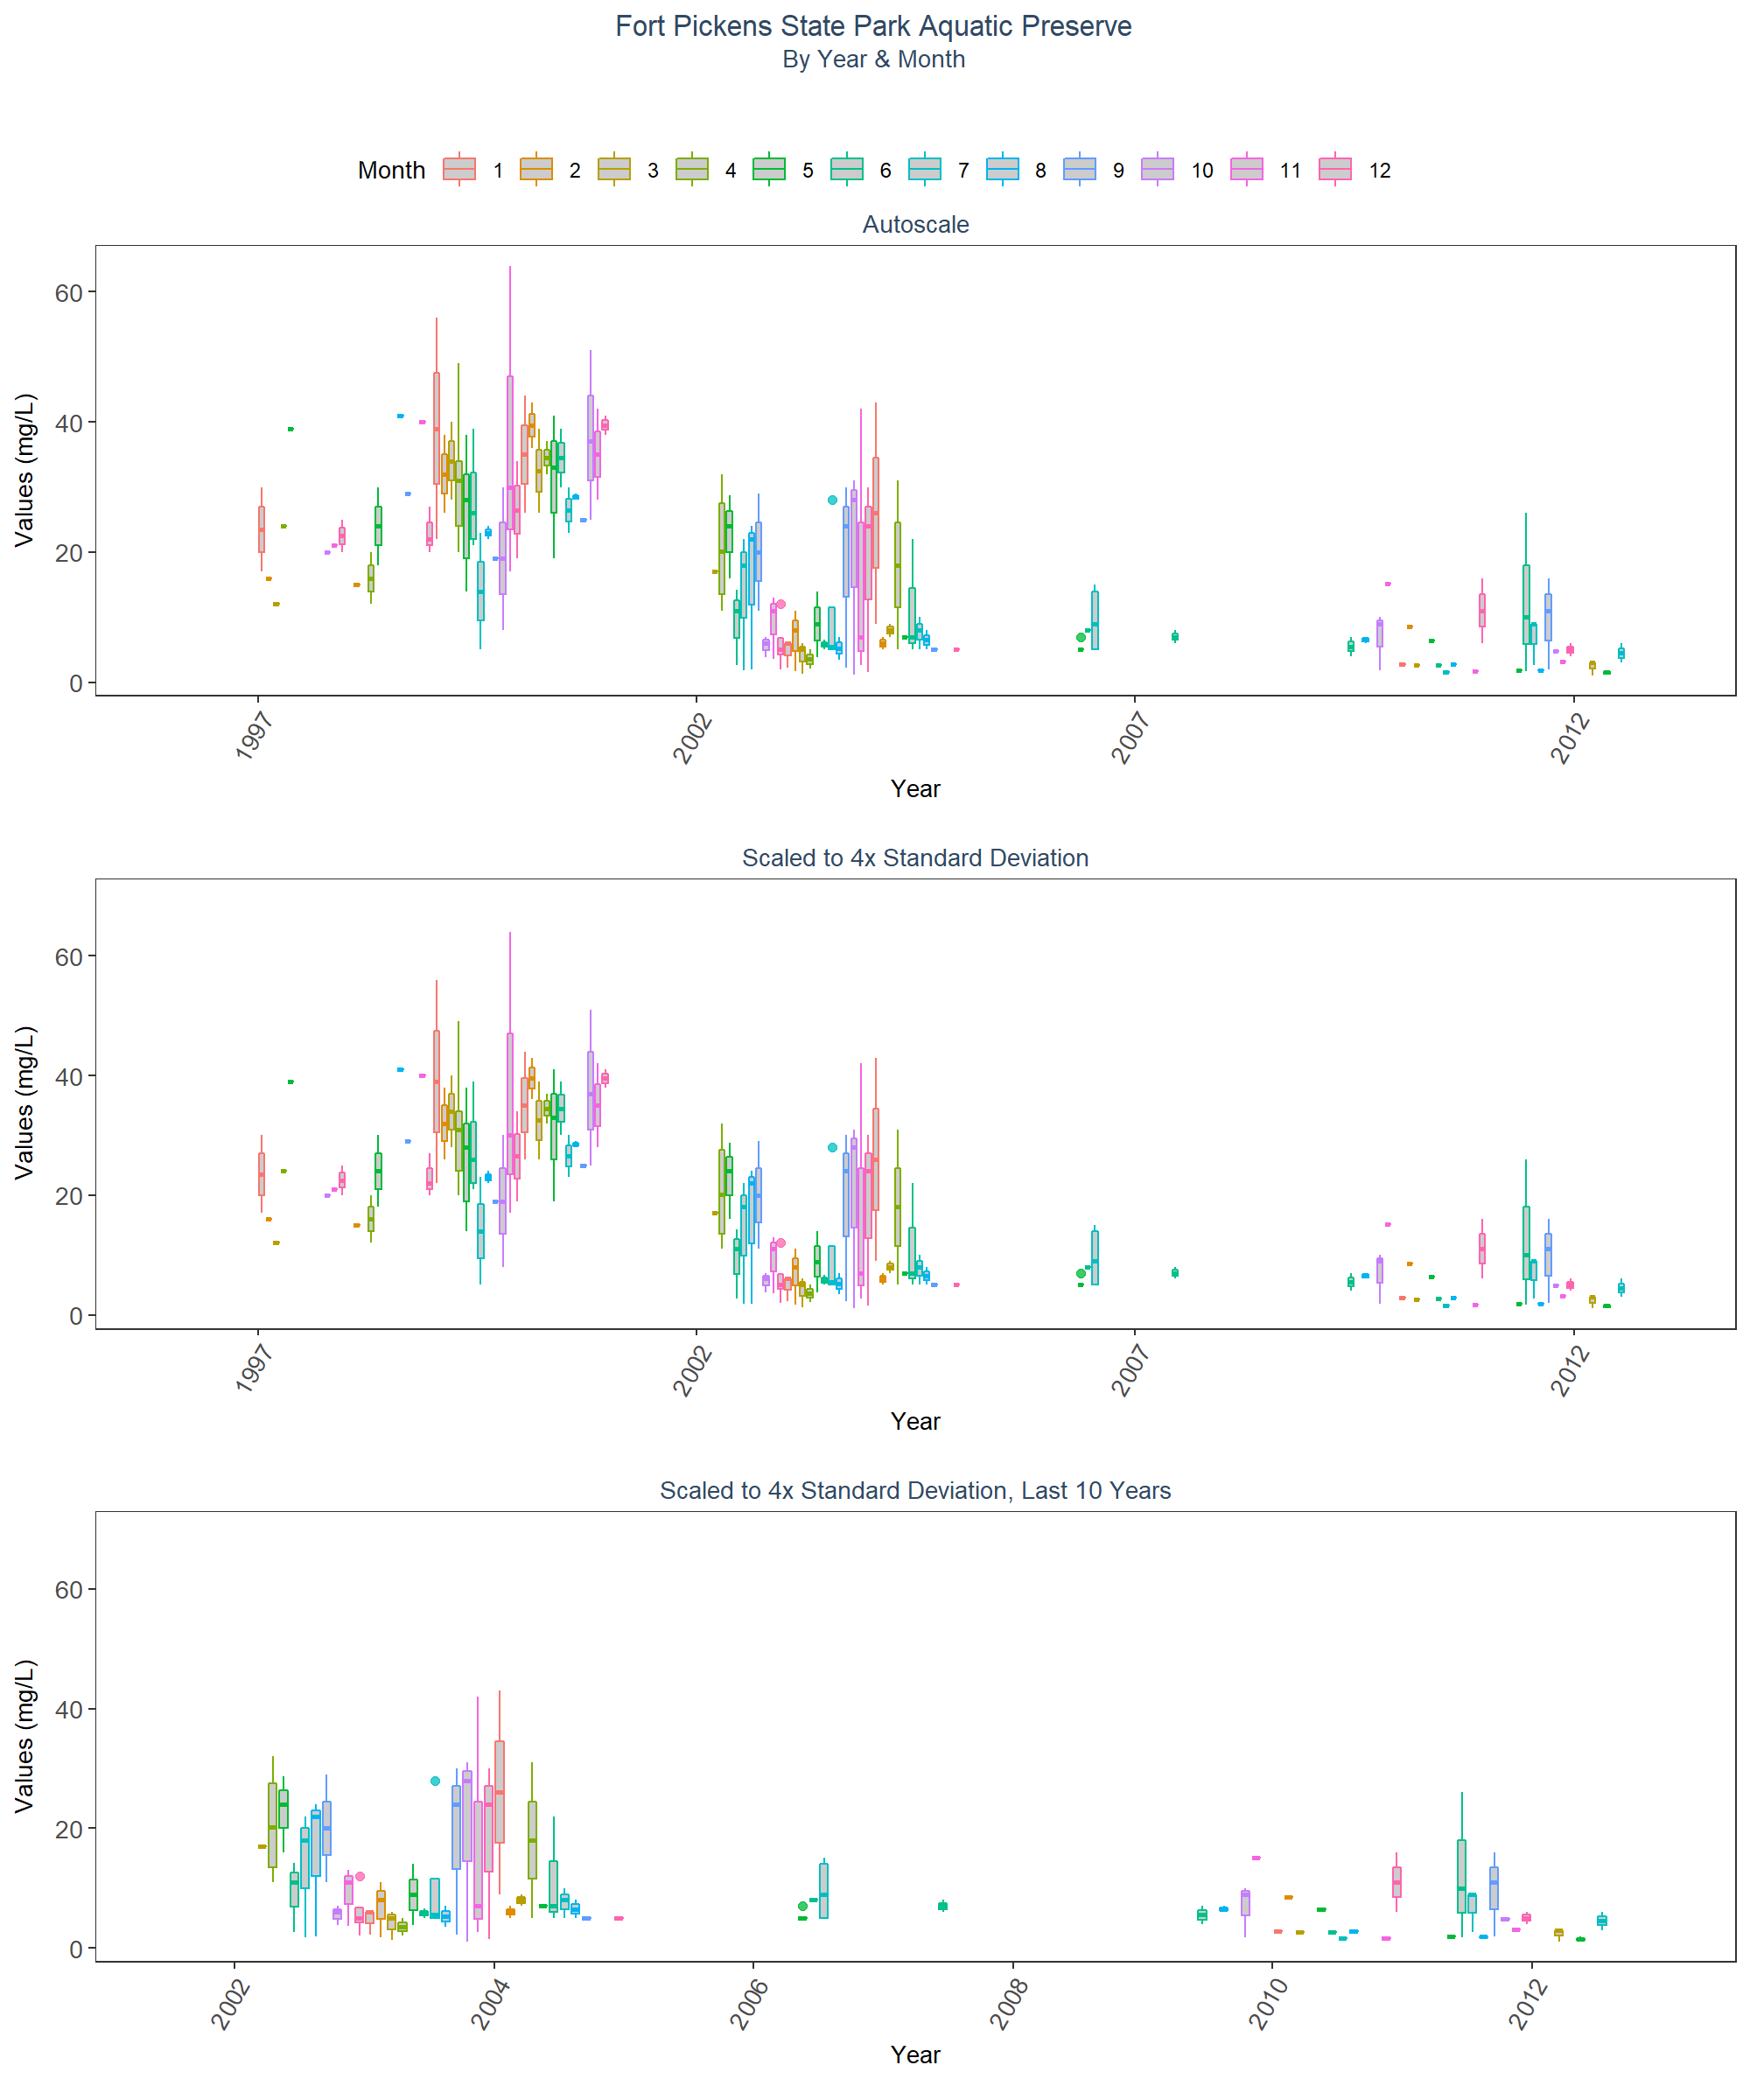 Fort Pickens State Park Aquatic Preserve
By Year & Month
Month 1 2 3 4 5 6 7 8 9 10 11 12
Autoscale
Values (mg/L)
60
40
20
0
1997 2002 2007 2012
Year
Scaled to 4x Standard Deviation
Values (mg/L)
60
40
20
0
1997 2002 2007 2012
Year
Scaled to 4x Standard Deviation, Last 10 Years
Values (mg/L)
60
40
20
0
2002 2004 2006 2008 2010 2012
Year